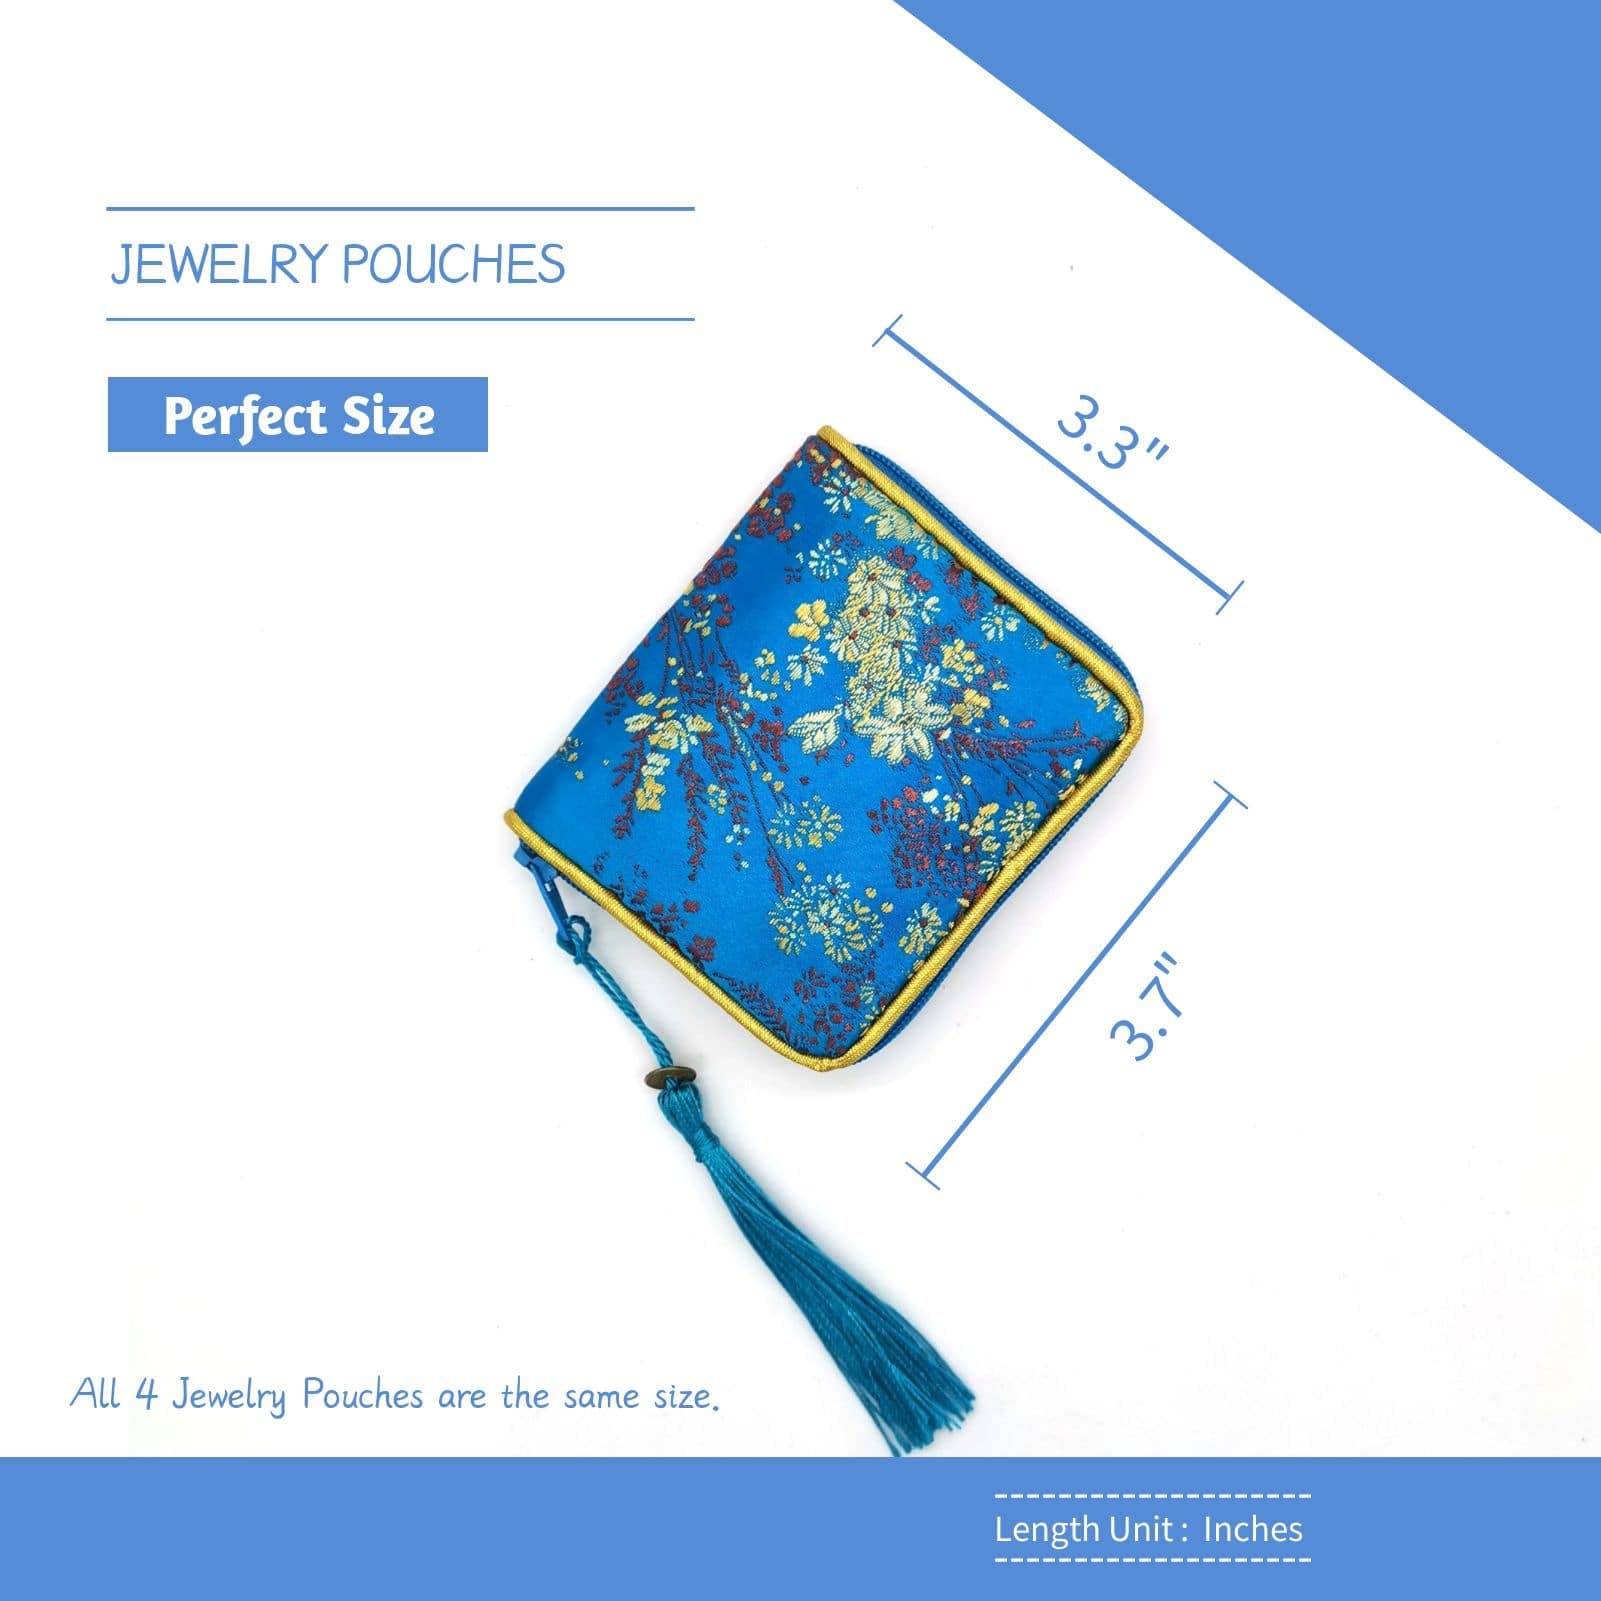 JEWELRY POUCHES
Perfect Size
3.3"
3.7"
All 4 Jewelry Pouches are the same size.
Length Unit : Inches